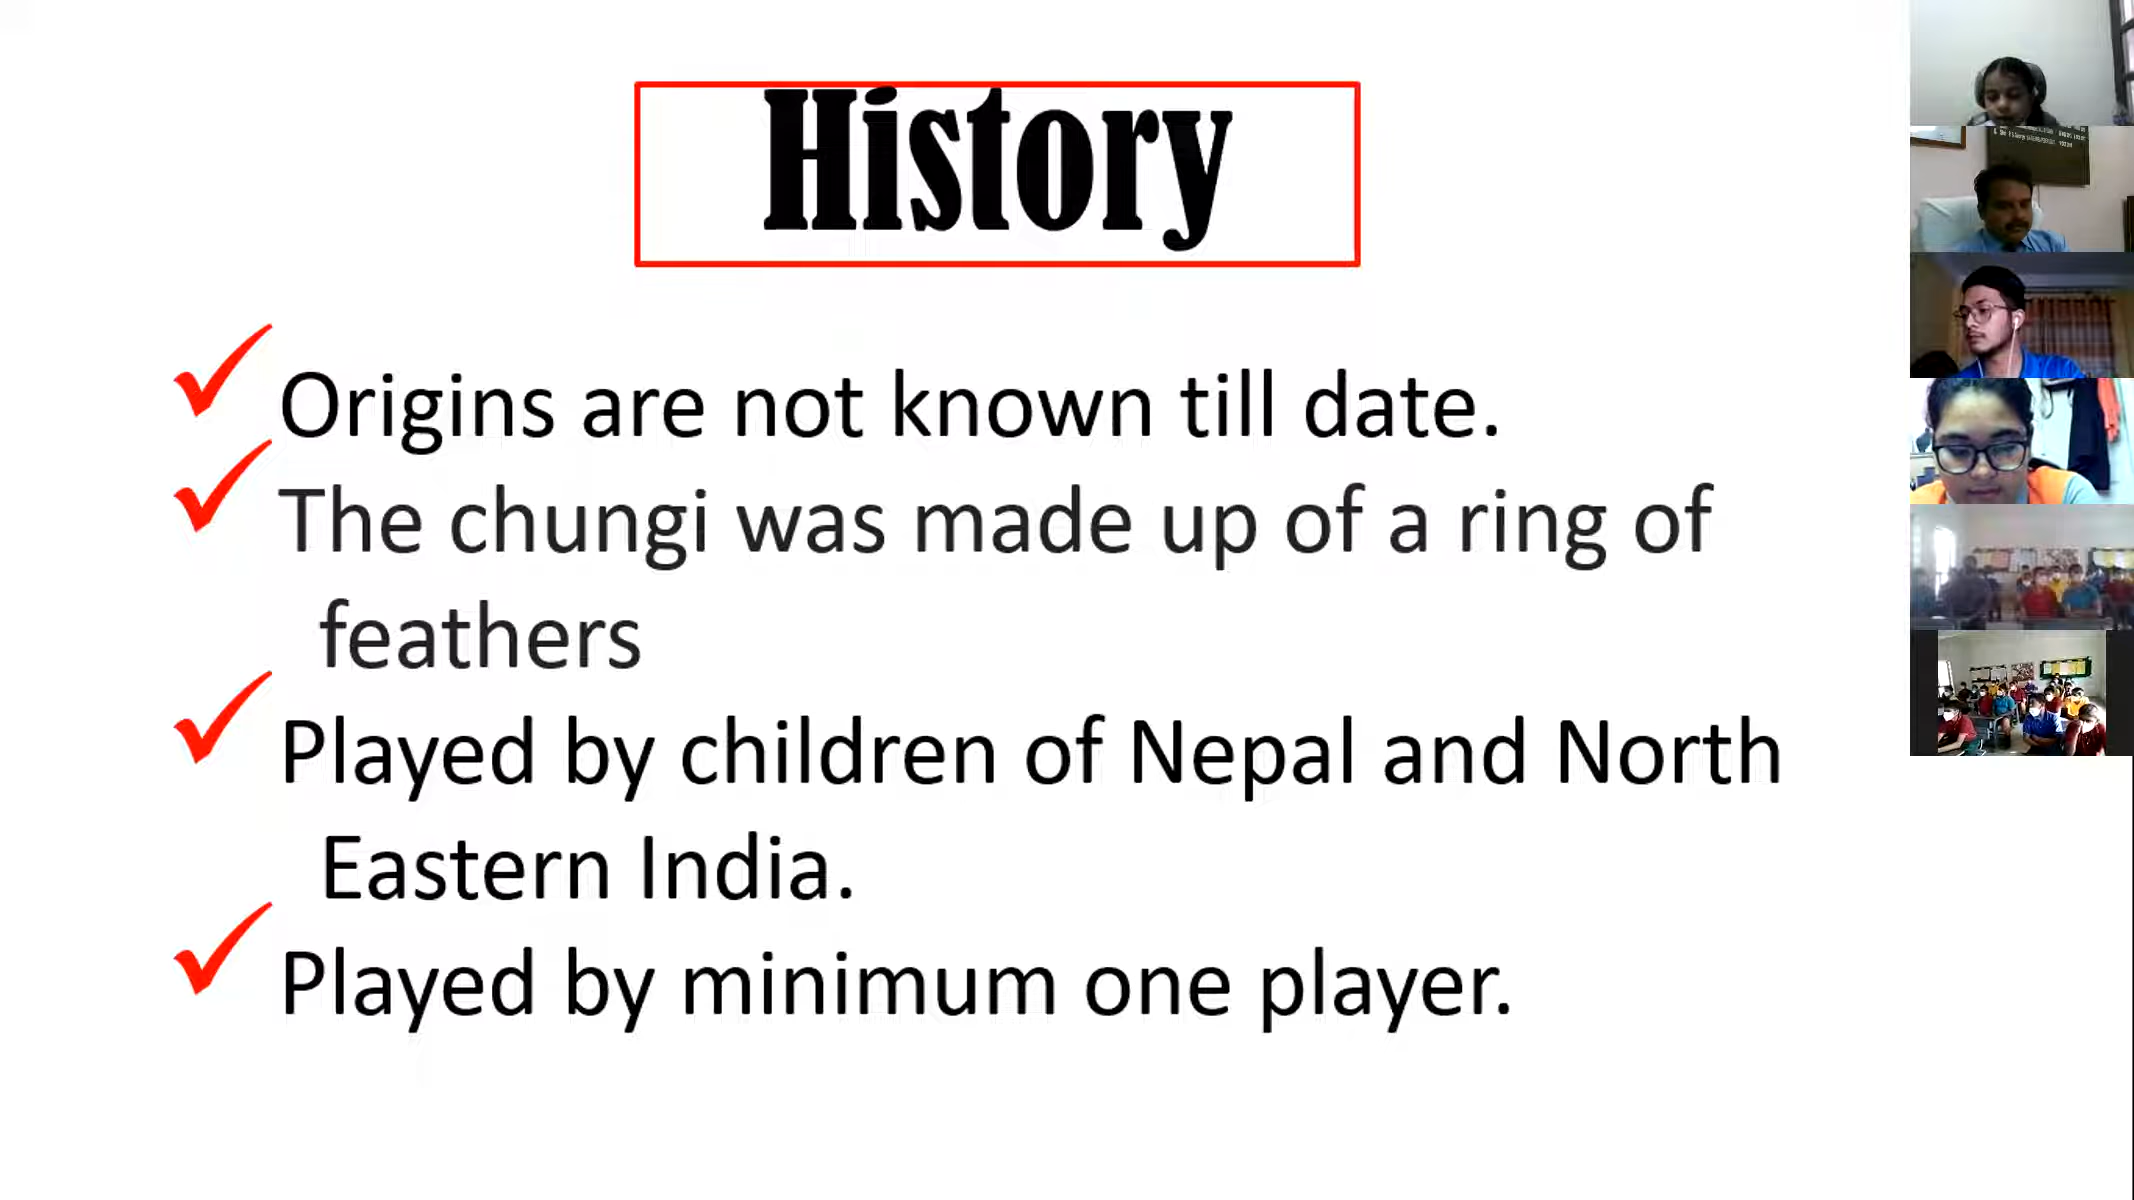 History
Origins are not known till date.
The chungi was made up of a ring of
feathers
Played by children of Nepal and North
Eastern India.
Played by minimum one player.